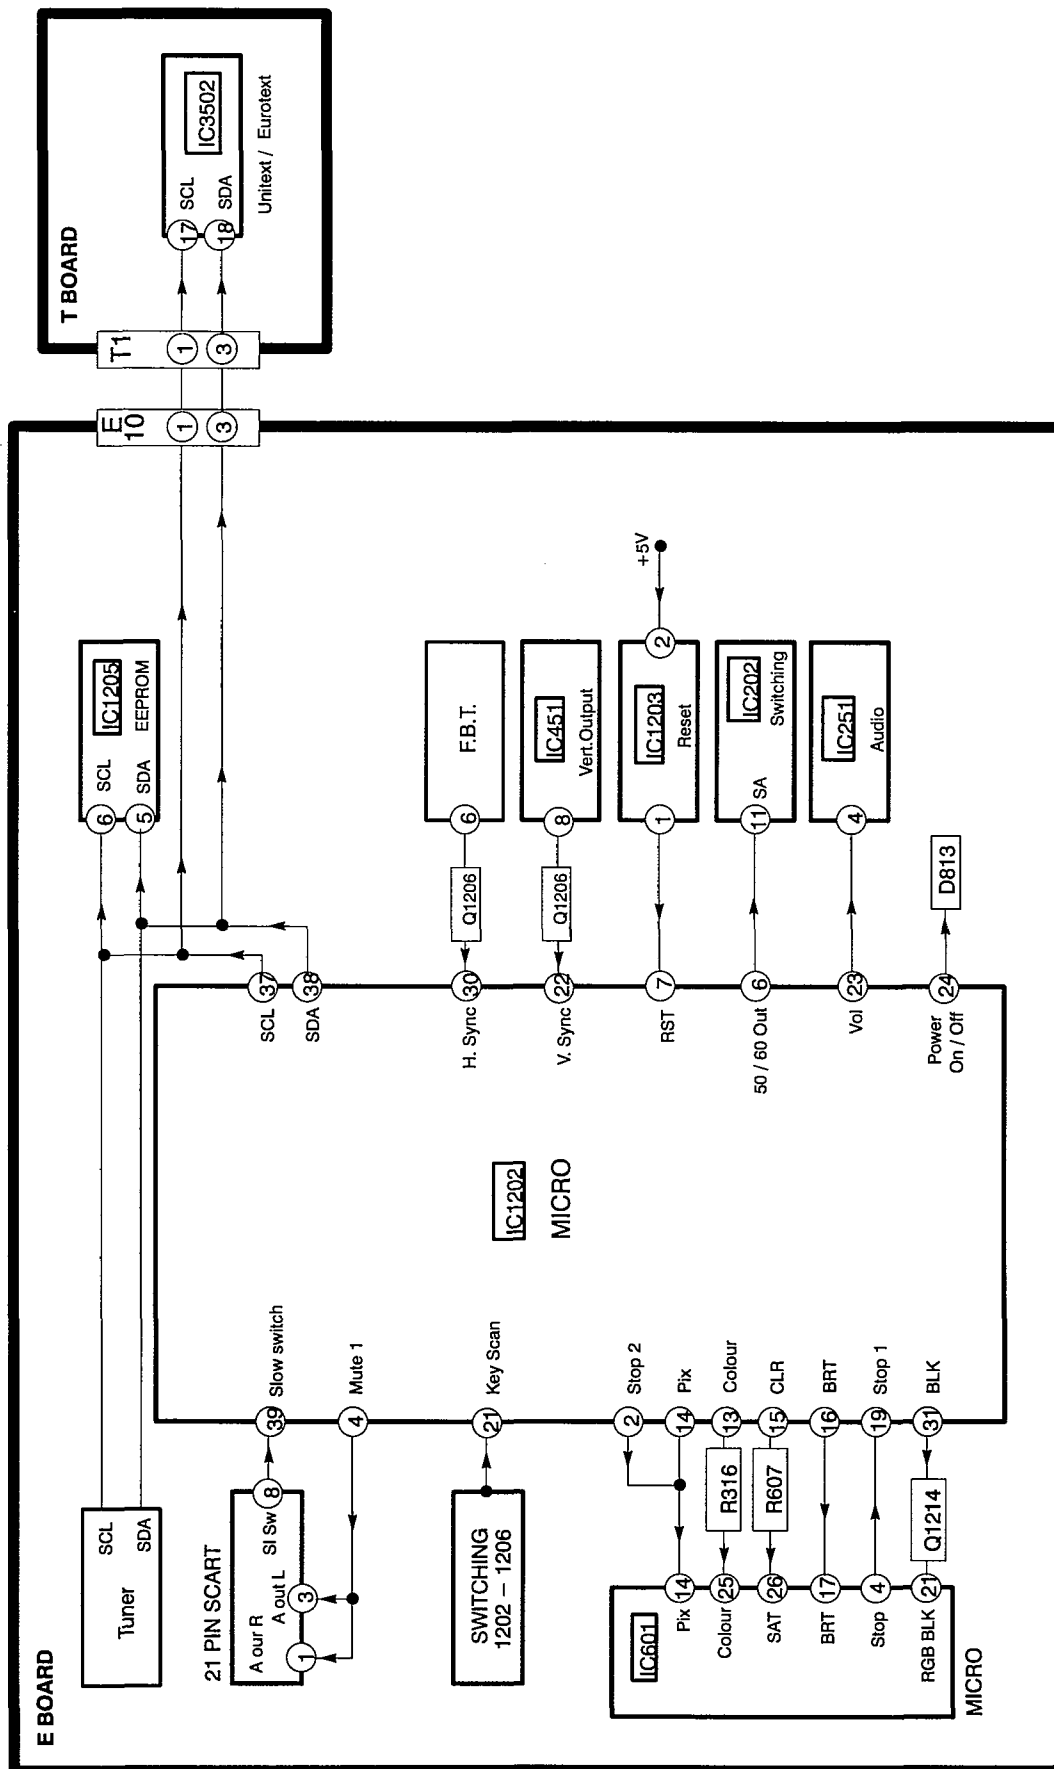 E BOARD
Tuner
SCL
SDA
21 PIN SCART
A our R
A out L
SI Sw
1
3
8
SWITCHING
1202 – 1206
IC601
MICRO
Pix
Colour
SAT
BRT
Stop
RGB BLK
14
25
26
17
4
21
R316
R607
Q1214
39
4
21
2
14
13
15
16
19
31
Slow switch
Mute 1
Key Scan
Stop 2
Pix
Colour
CLR
BRT
Stop 1
BLK
IC1202
MICRO
SCL
SDA
H. Sync
V. Sync
RST
50 / 60 Out
Vol
Power
On / Off
37
38
30
22
7
6
23
24
Q1206
Q1206
D813
6
5
SCL
SDA
IC1205
EEPROM
6
F.B.T.
8
IC451
Vert.Output
1
IC1203
Reset
2
+5V
11
SA
IC202
Switching
4
IC251
Audio
E
10
1
3
T BOARD
T1
1
3
17
18
SCL
SDA
IC3502
Unitext / Eurotext